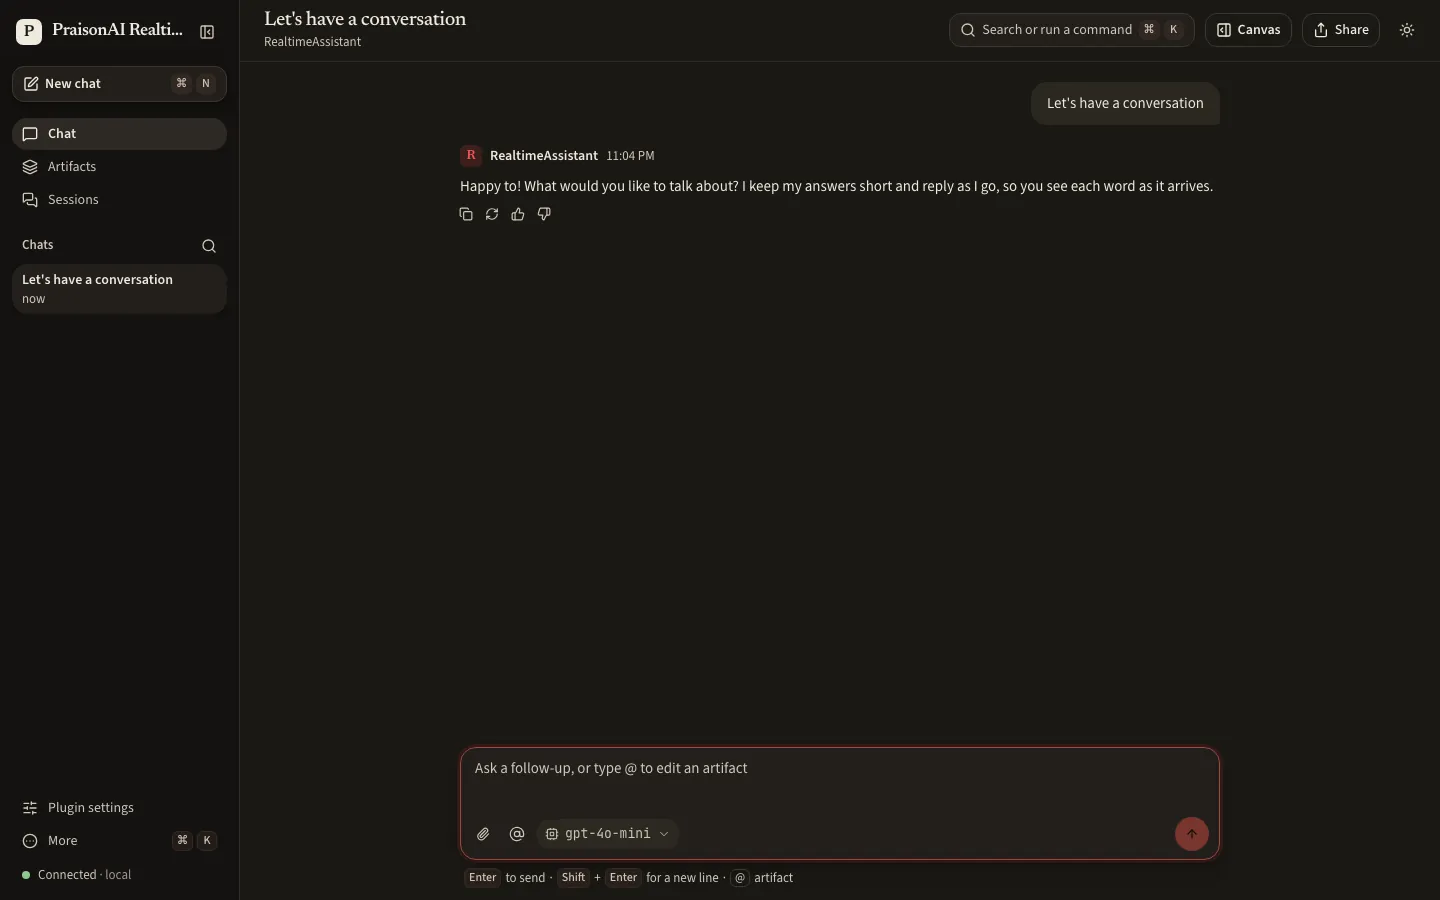 P PraisonAI Realti...
New chat ⌘ N
Chat
Artifacts
Sessions
Chats
Let's have a conversation
now
Plugin settings
More ⌘ K
Connected · local
Let's have a conversation
RealtimeAssistant
Search or run a command ⌘ K
Canvas
Share
Let's have a conversation
R RealtimeAssistant 11:04 PM
Happy to! What would you like to talk about? I keep my answers short and reply as I go, so you see each word as it arrives.
Ask a follow-up, or type @ to edit an artifact
gpt-4o-mini
Enter to send · Shift + Enter for a new line · @ artifact